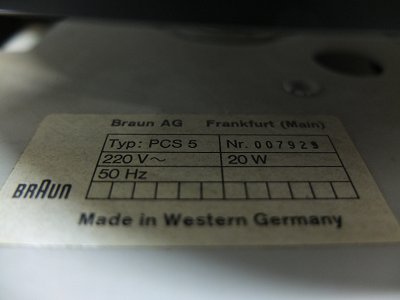 Braun AG Frankfurt (Main)
Typ: PCS 5 Nr. 007929
220 V~ 20 W
50 Hz
BRAUN
Made in Western Germany